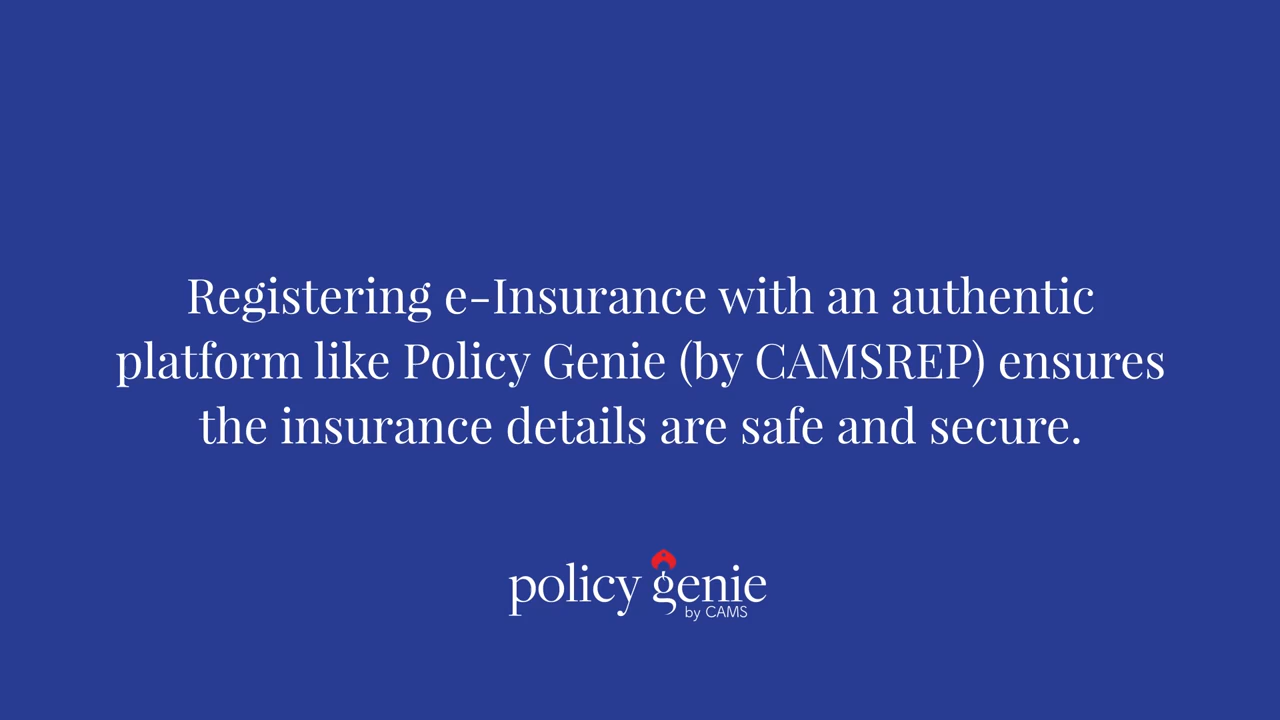 Registering e-Insurance with an authentic
platform like Policy Genie (by CAMSREP) ensures
the insurance details are safe and secure.
policy genie
by CAMS